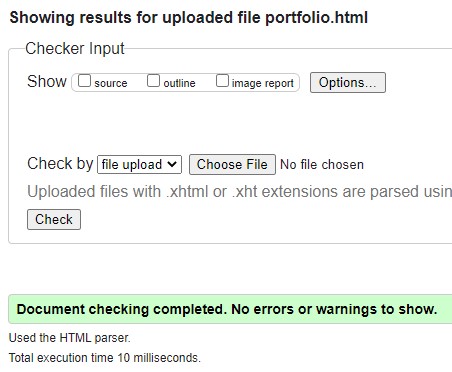 Showing results for uploaded file portfolio.html
Checker Input
Show source outline image report Options...
Check by file upload Choose File No file chosen
Uploaded files with .xhtml or .xht extensions are parsed usin
Check
Document checking completed. No errors or warnings to show.
Used the HTML parser.
Total execution time 10 milliseconds.